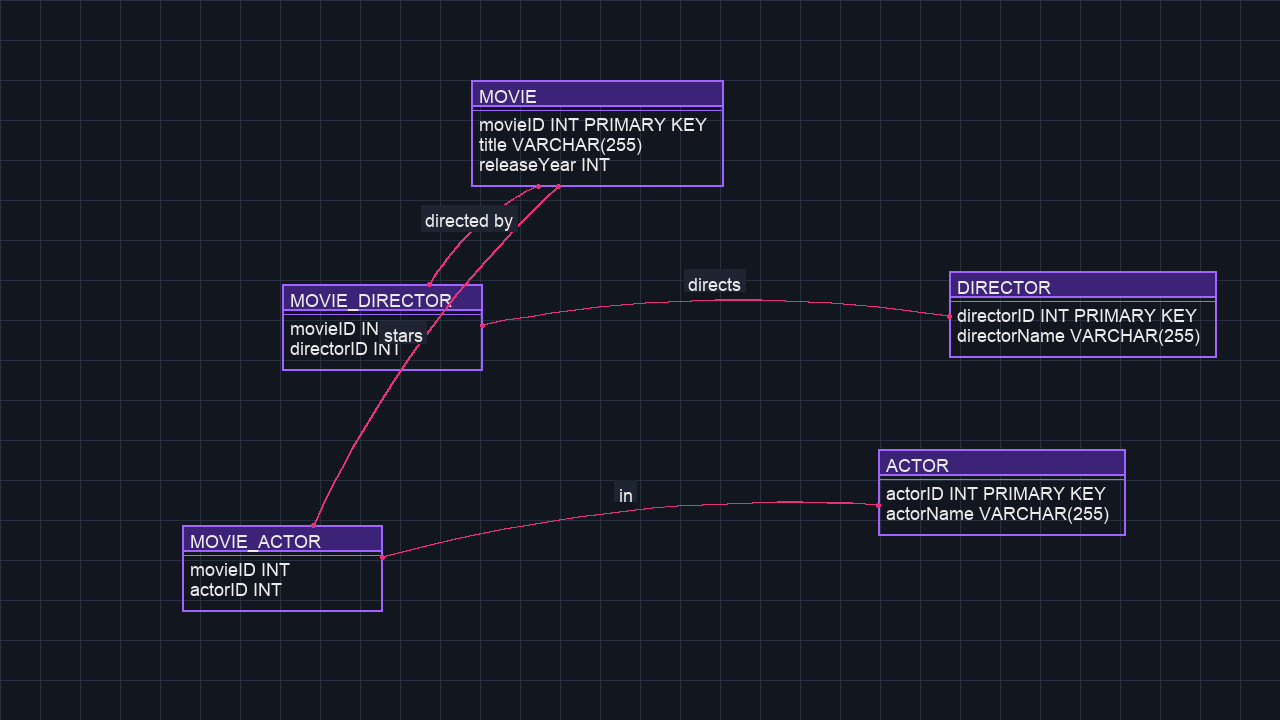 MOVIE
movieID INT PRIMARY KEY
title VARCHAR(255)
releaseYear INT
directed by
directs
DIRECTOR
directorID INT PRIMARY KEY
directorName VARCHAR(255)
MOVIE_DIRECTOR
movieID IN
stars
directorID INT
ACTOR
actorID INT PRIMARY KEY
actorName VARCHAR(255)
in
MOVIE_ACTOR
movieID INT
actorID INT